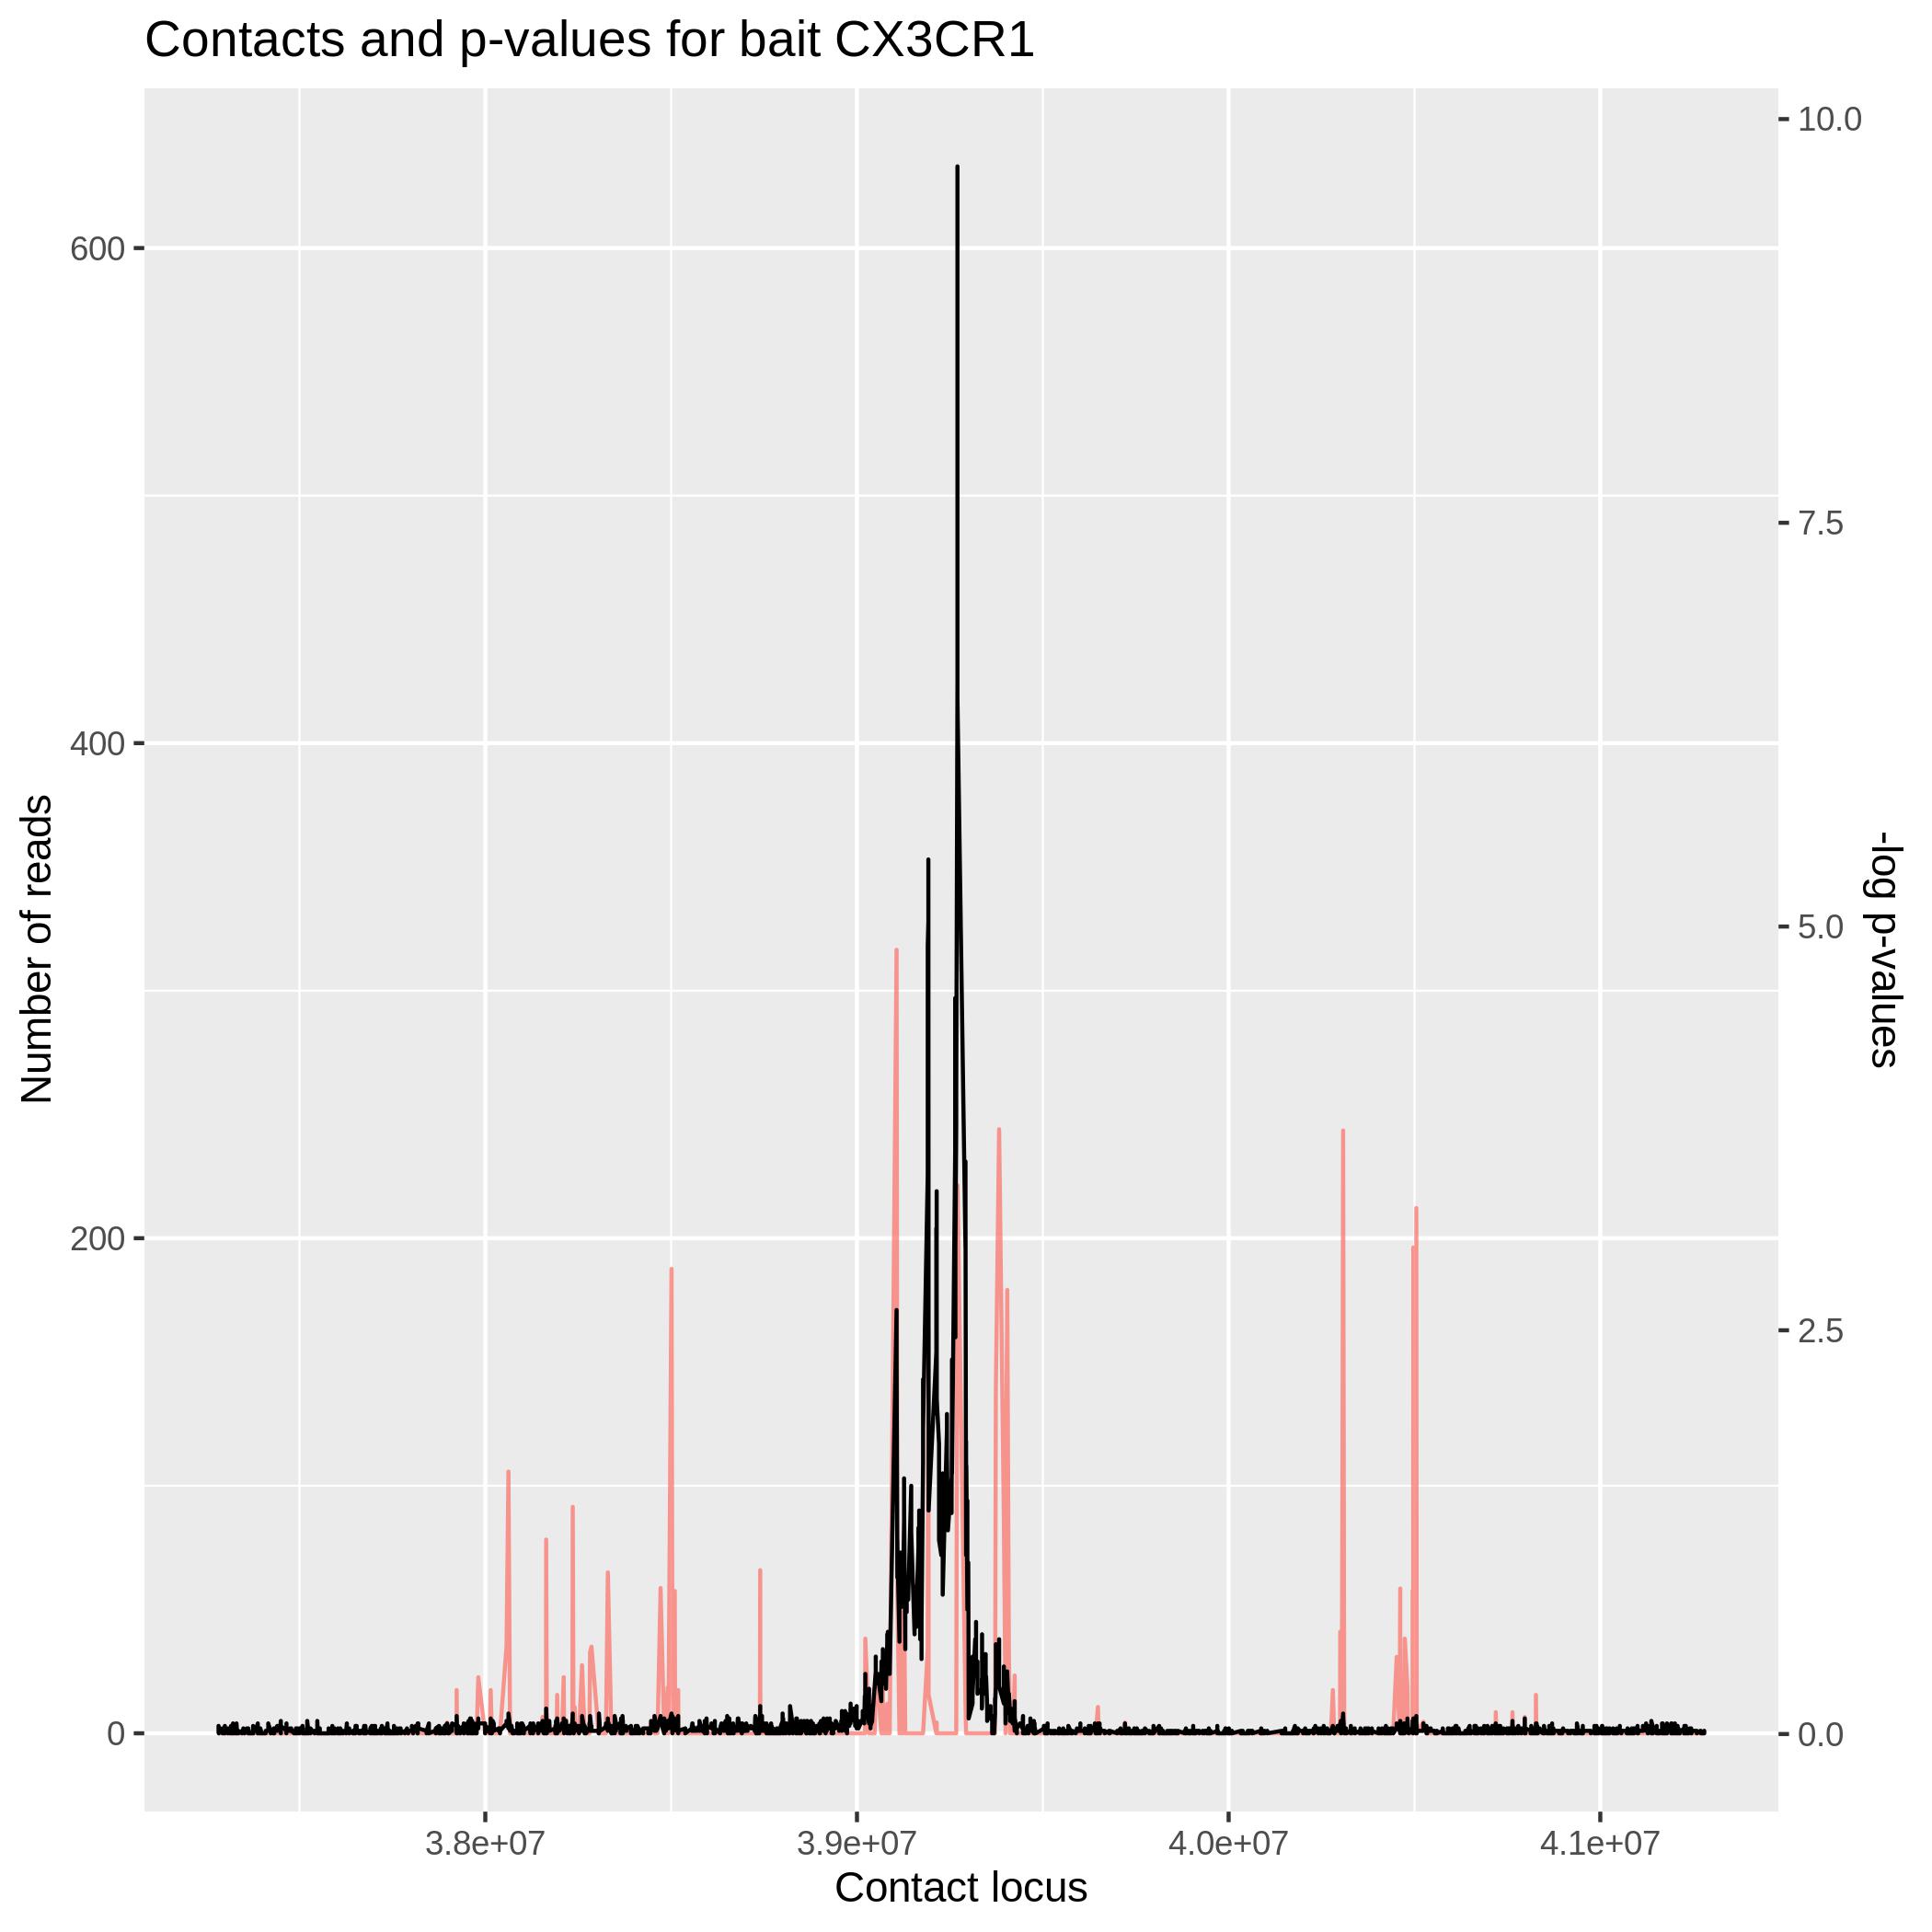 Contacts and p-values for bait CX3CR1
Number of reads
600
400
200
0
10.0
7.5
5.0
2.5
0.0
-log p-values
3.8e+07
3.9e+07
4.0e+07
4.1e+07
Contact locus